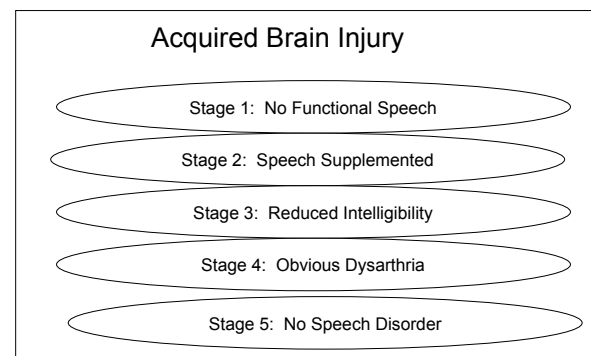 Acquired Brain Injury
Stage 1: No Functional Speech
Stage 2: Speech Supplemented
Stage 3: Reduced Intelligibility
Stage 4: Obvious Dysarthria
Stage 5: No Speech Disorder